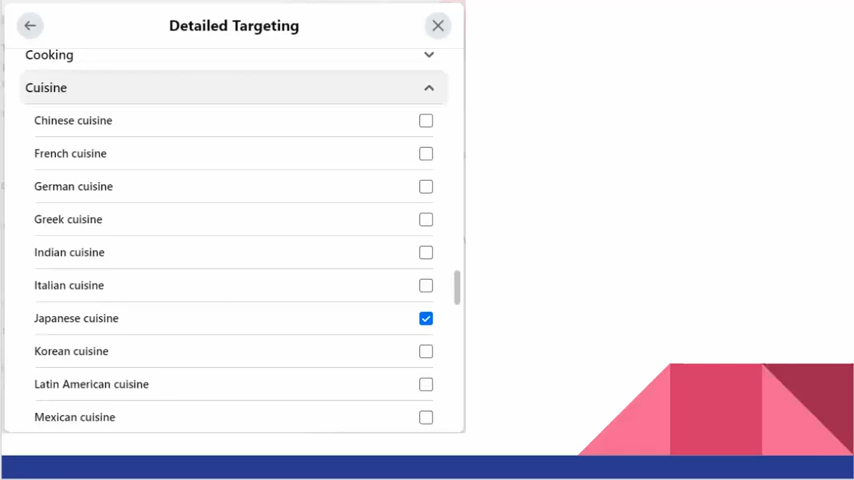 Detailed Targeting
Cooking
Cuisine
Chinese cuisine
French cuisine
German cuisine
Greek cuisine
Indian cuisine
Italian cuisine
Japanese cuisine
Korean cuisine
Latin American cuisine
Mexican cuisine